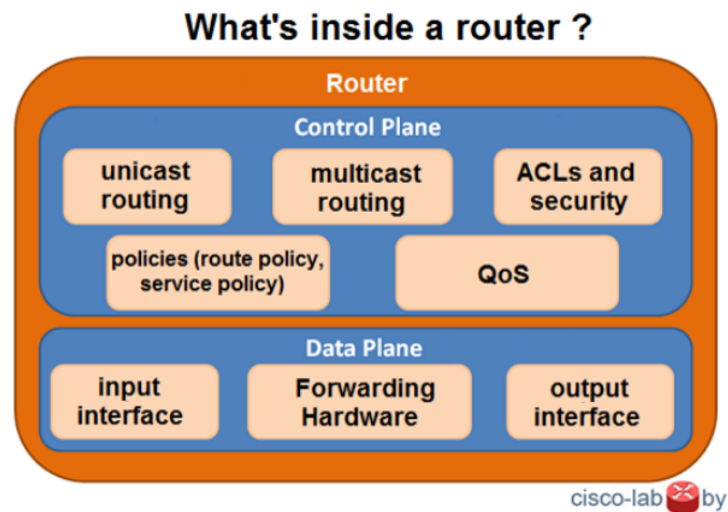 What's inside a router ?
Router
Control Plane
unicast
routing
multicast
routing
ACLs and
security
policies (route policy,
service policy)
QoS
Data Plane
input
interface
Forwarding
Hardware
output
interface
cisco-lab by